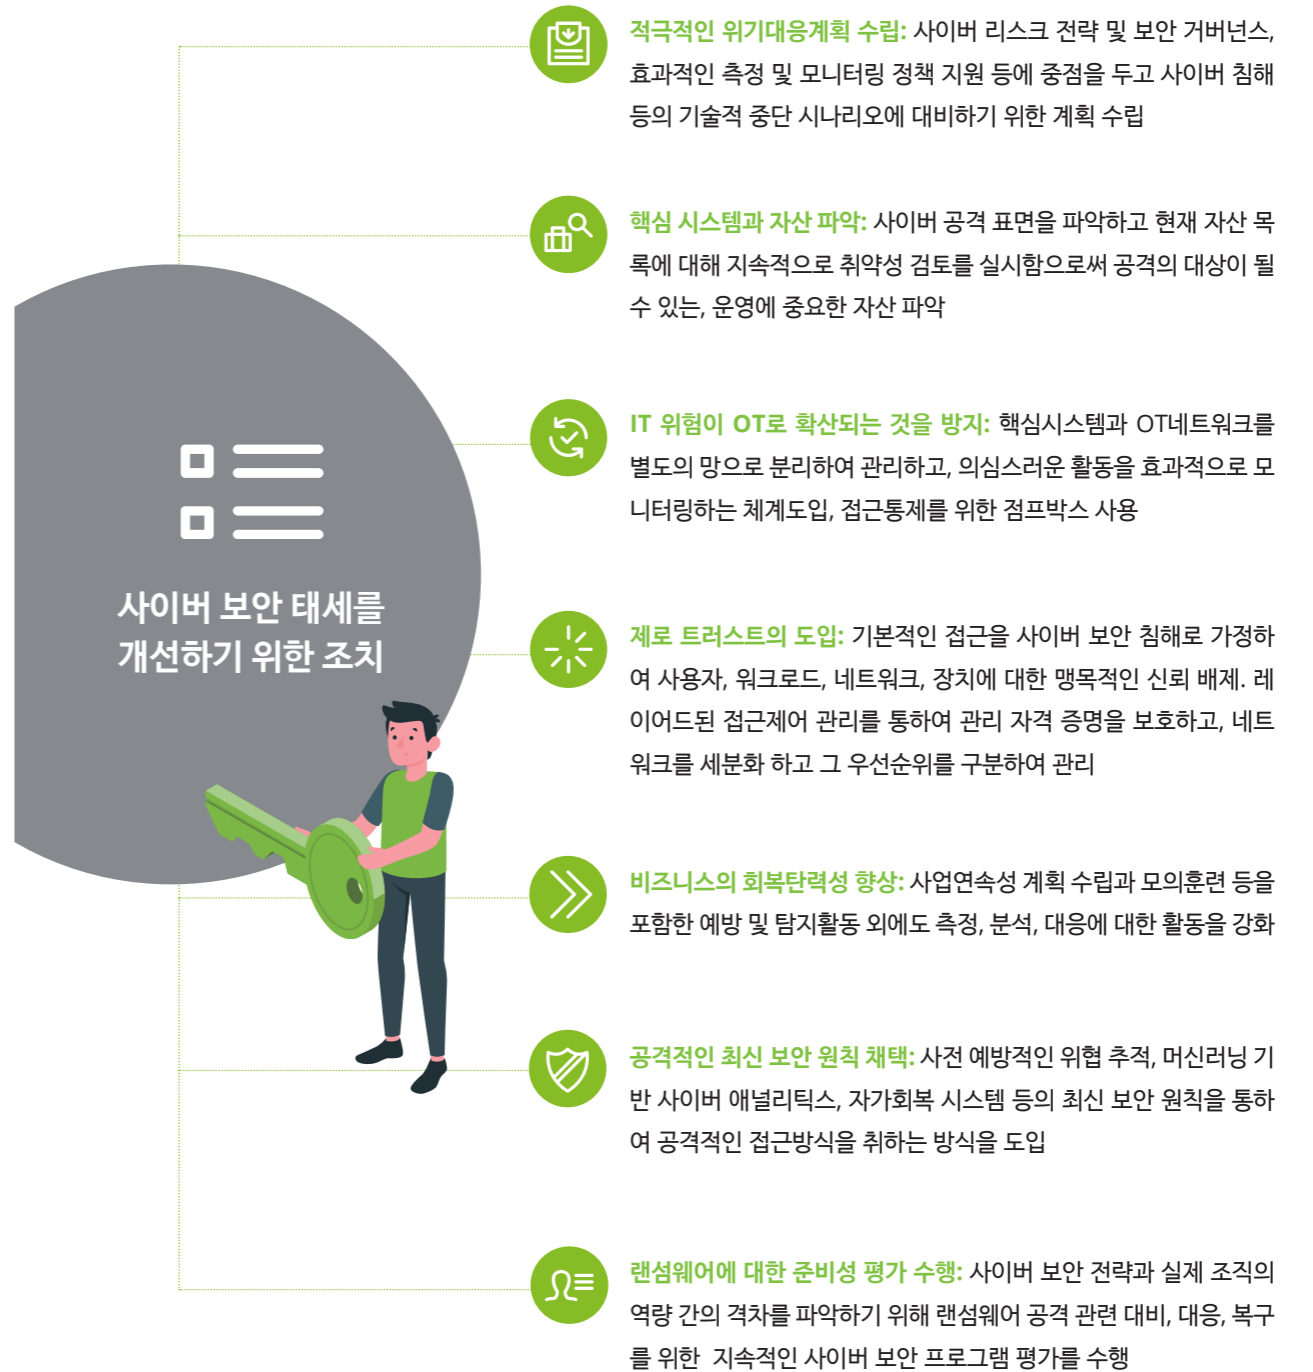 적극적인 위기대응계획 수립: 사이버 리스크 전략 및 보안 거버넌스,
효과적인 측정 및 모니터링 정책 지원 등에 중점을 두고 사이버 침해
등의 기술적 중단 시나리오에 대비하기 위한 계획 수립
핵심 시스템과 자산 파악: 사이버 공격 표면을 파악하고 현재 자산 목
록에 대해 지속적으로 취약성 검토를 실시함으로써 공격의 대상이 될
수 있는, 운영에 중요한 자산 파악
IT 위험이 OT로 확산되는 것을 방지: 핵심시스템과 OT네트워크를
별도의 망으로 분리하여 관리하고, 의심스러운 활동을 효과적으로 모
니터링하는 체계도입, 접근통제를 위한 점프박스 사용
사이버 보안 태세를
개선하기 위한 조치
제로 트러스트의 도입: 기본적인 접근을 사이버 보안 침해로 가정하
여 사용자, 워크로드, 네트워크, 장치에 대한 맹목적인 신뢰 배제. 레
이어드된 접근제어 관리를 통하여 관리 자격 증명을 보호하고, 네트
워크를 세분화 하고 그 우선순위를 구분하여 관리
비즈니스의 회복탄력성 향상: 사업연속성 계획 수립과 모의훈련 등을
포함한 예방 및 탐지활동 외에도 측정, 분석, 대응에 대한 활동을 강화
공격적인 최신 보안 원칙 채택: 사전 예방적인 위협 추적, 머신러닝 기
반 사이버 애널리틱스, 자가회복 시스템 등의 최신 보안 원칙을 통하
여 공격적인 접근방식을 취하는 방식을 도입
랜섬웨어에 대한 준비성 평가 수행: 사이버 보안 전략과 실제 조직의
역량 간의 격차를 파악하기 위해 랜섬웨어 공격 관련 대비, 대응, 복구
를 위한 지속적인 사이버 보안 프로그램 평가를 수행